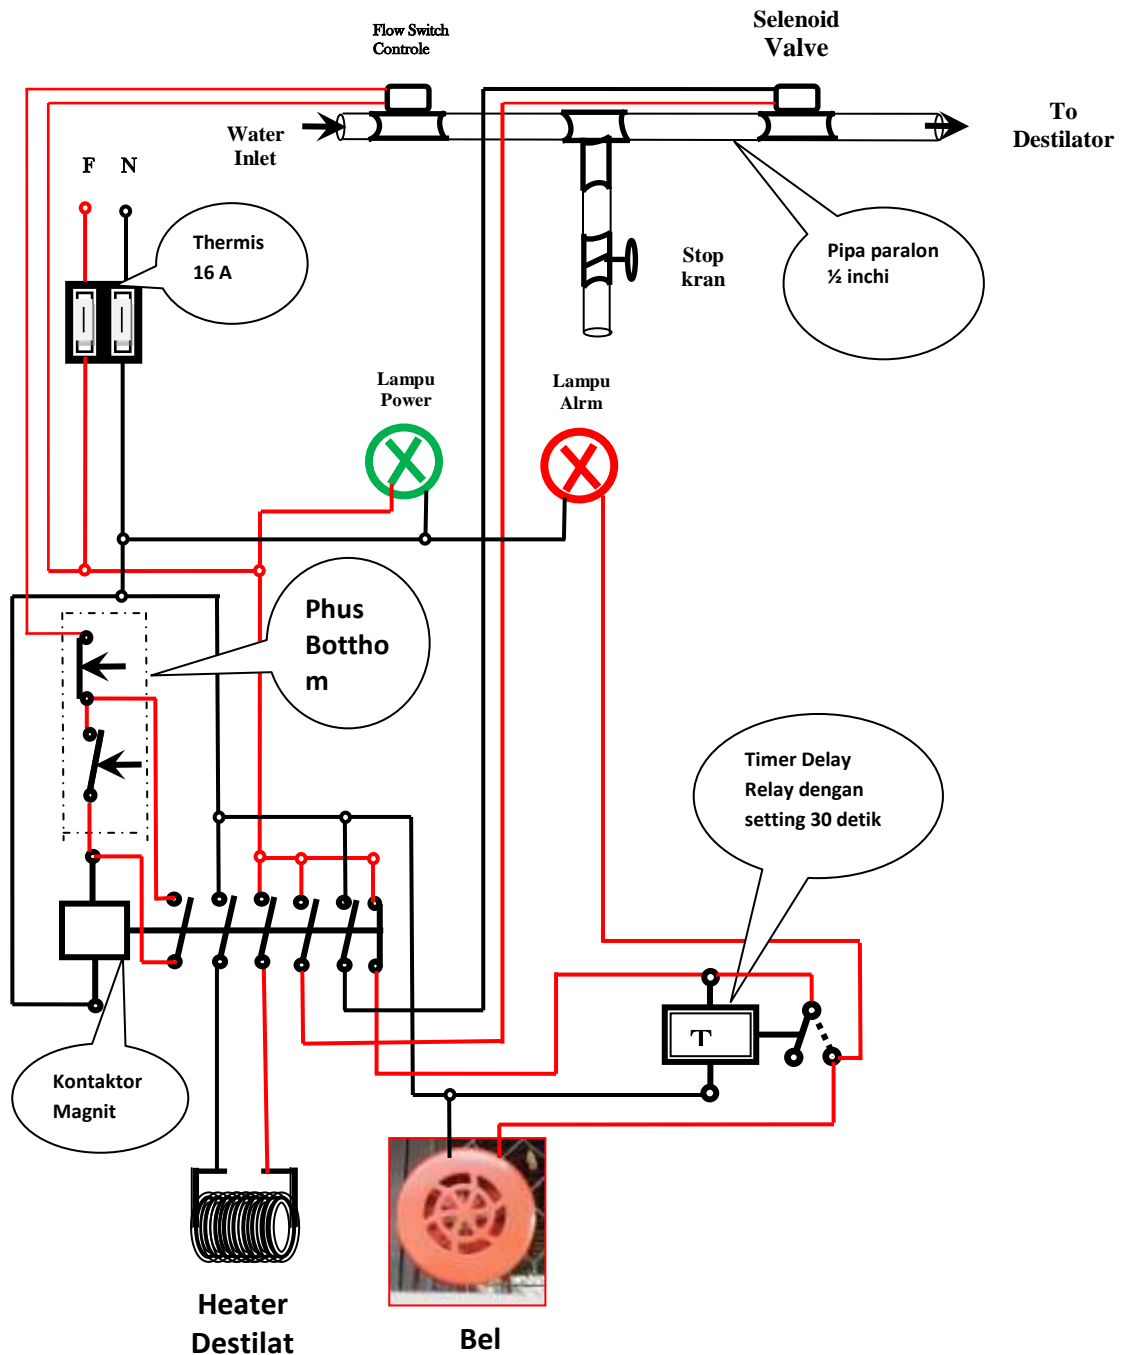 Flow Switch
Controle
Selenoid
Valve
Water
Inlet
To
Destilator
F N
Thermis
16 A
Stop
kran
Pipa paralon
½ inchi
Lampu
Power
Lampu
Alrm
Phus
Bottho
m
Timer Delay
Relay dengan
setting 30 detik
T
Kontaktor
Magnit
Heater
Destilat
Bel